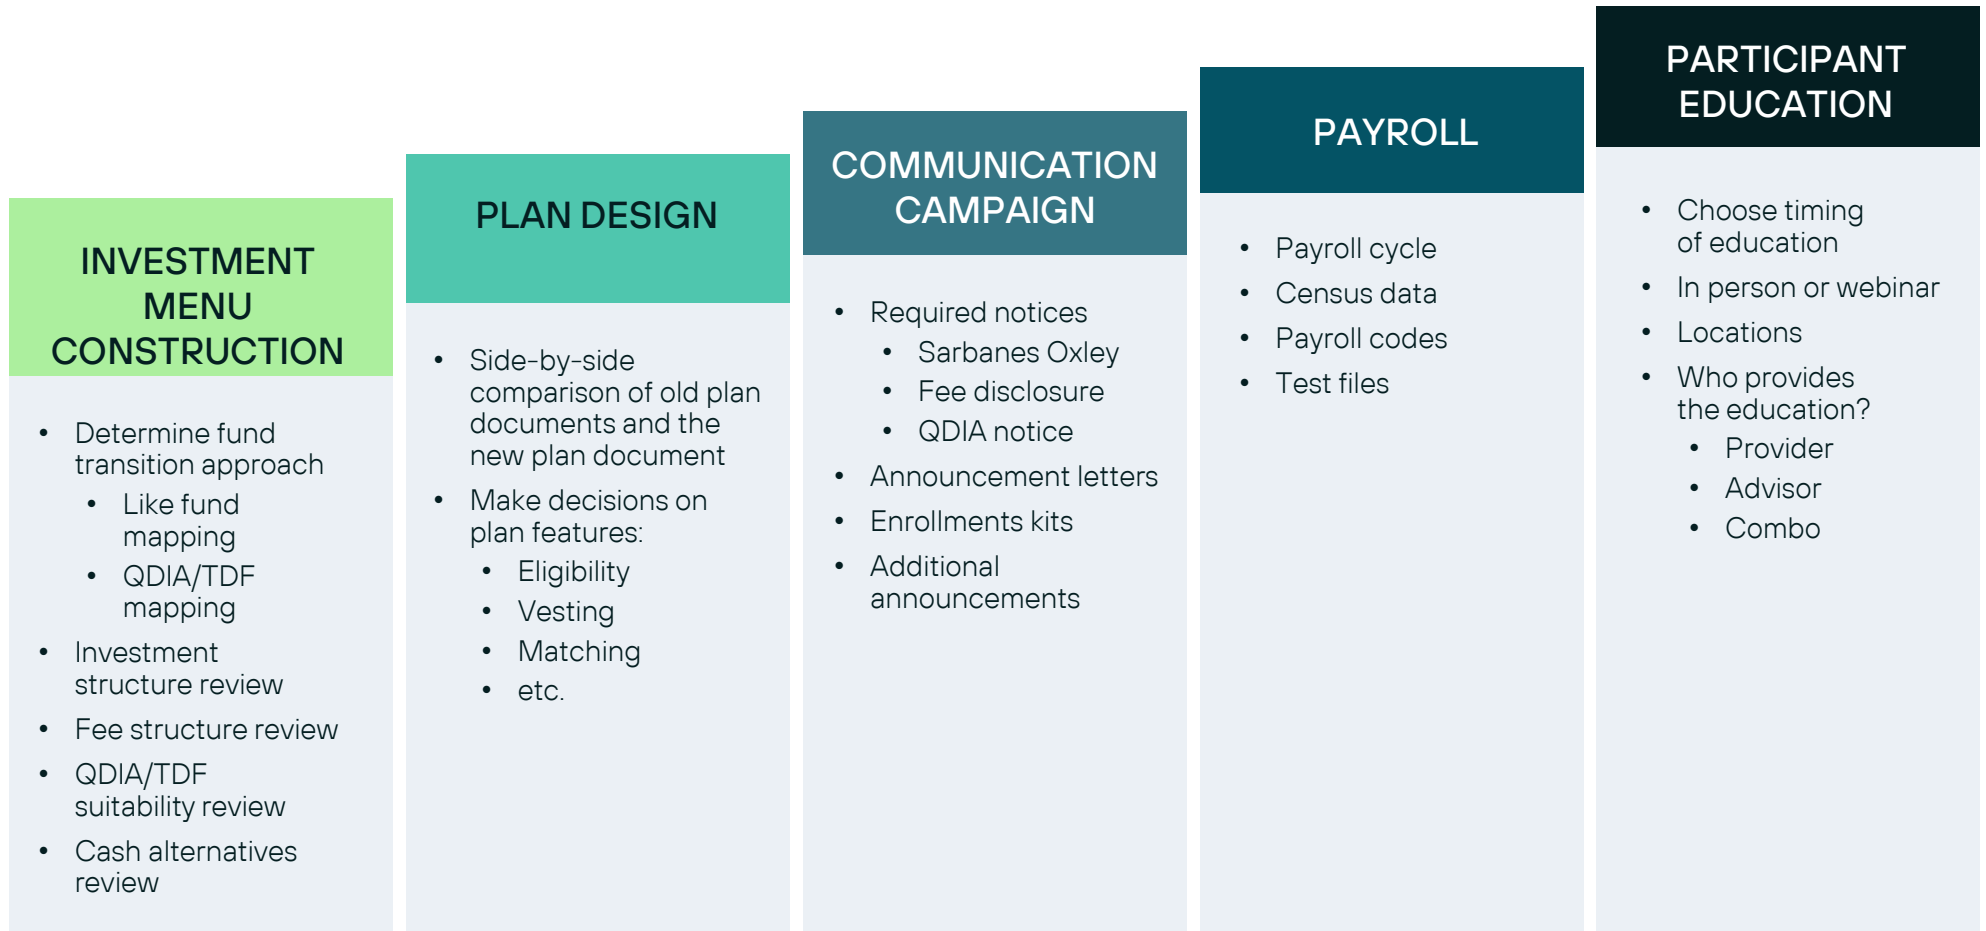 INVESTMENT
MENU
CONSTRUCTION
• Determine fund
transition approach
• Like fund
mapping
• QDIA/TDF
mapping
• Investment
structure review
• Fee structure review
• QDIA/TDF
suitability review
• Cash alternatives
review
PLAN DESIGN
• Side-by-side
comparison of old plan
documents and the
new plan document
• Make decisions on
plan features:
• Eligibility
• Vesting
• Matching
• etc.
COMMUNICATION
CAMPAIGN
• Required notices
• Sarbanes Oxley
• Fee disclosure
• QDIA notice
• Announcement letters
• Enrollments kits
• Additional
announcements
PAYROLL
• Payroll cycle
• Census data
• Payroll codes
• Test files
PARTICIPANT
EDUCATION
• Choose timing
of education
• In person or webinar
• Locations
• Who provides
the education?
• Provider
• Advisor
• Combo